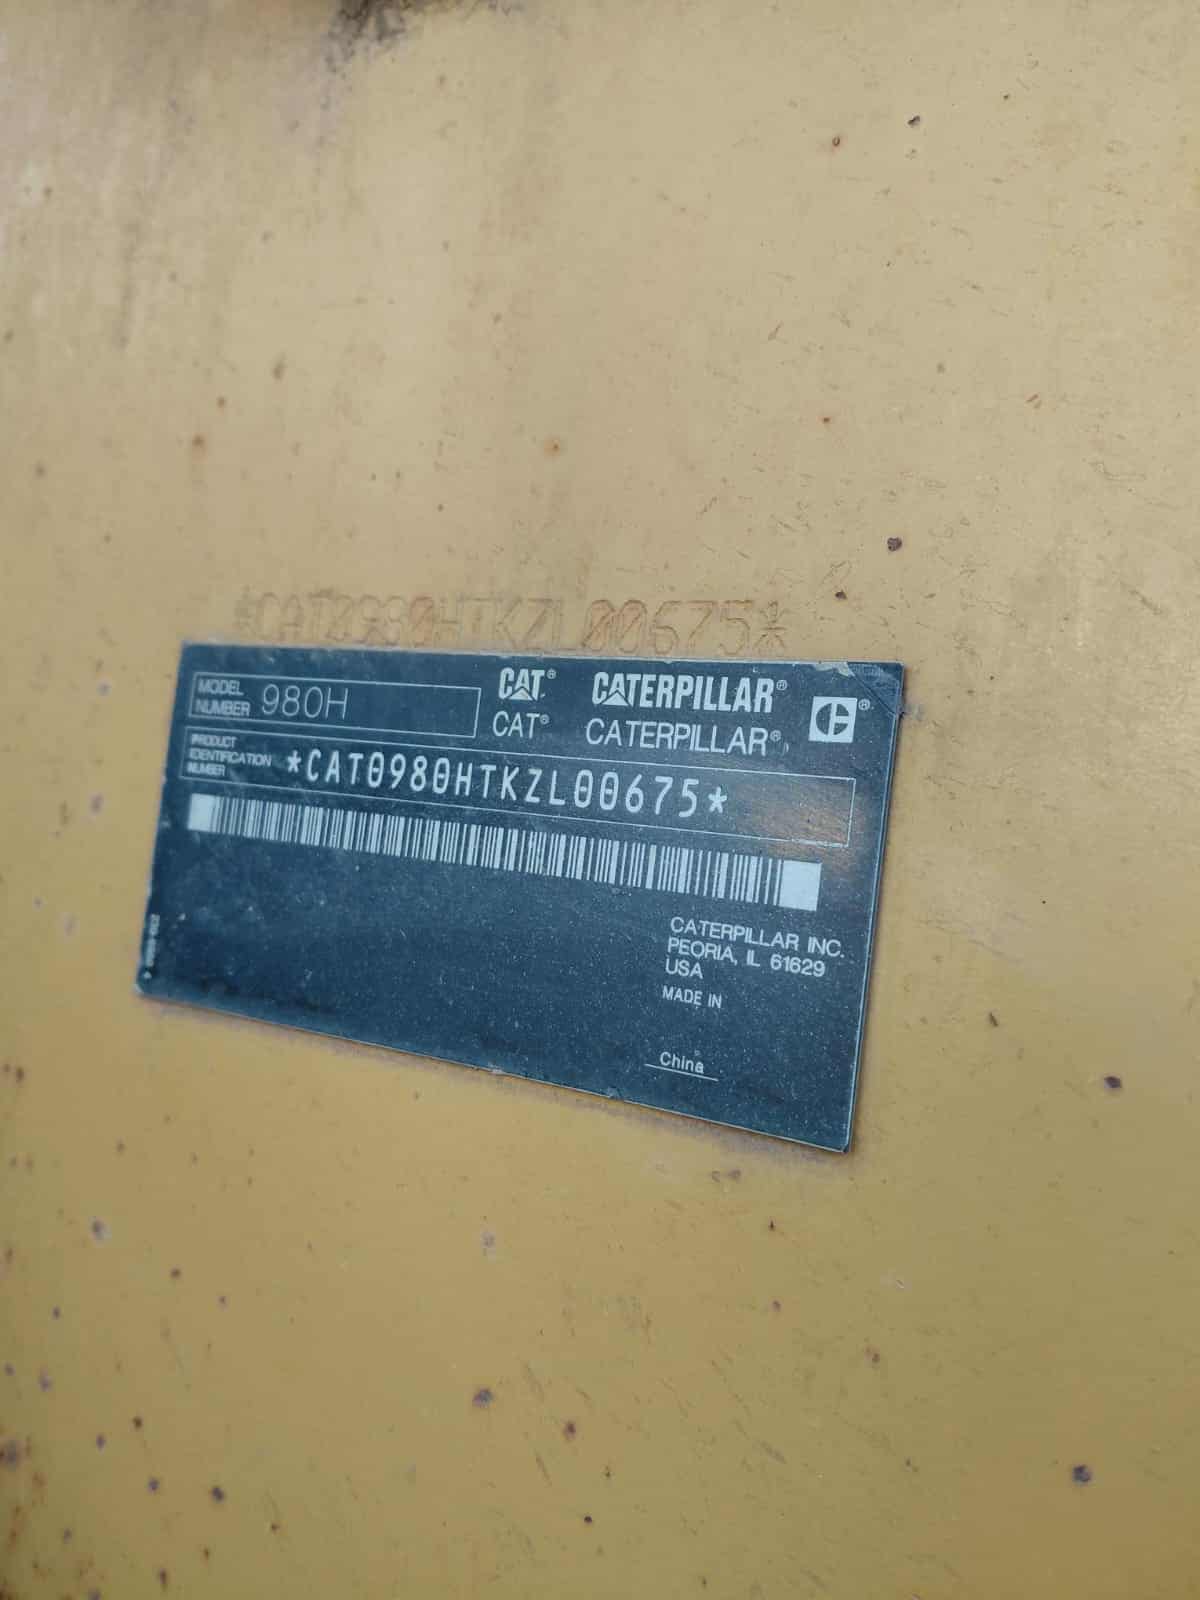 *CAT0980HTKZL00675*
MODEL NUMBER 980H
CAT® CATERPILLAR®
CAT® CATERPILLAR®
PRODUCT IDENTIFICATION NUMBER *CAT0980HTKZL00675*
CATERPILLAR INC.
PEORIA, IL 61629
USA
MADE IN
China